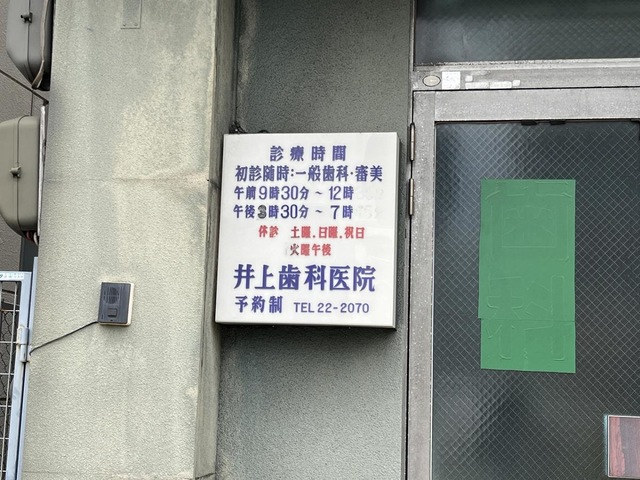 診療時間
初診随時:一般歯科・審美
午前9時30分～12時
午後3時30分～7時
休診 土曜.日曜.祝日
火曜午後
井上歯科医院
予約制 TEL 22-2070